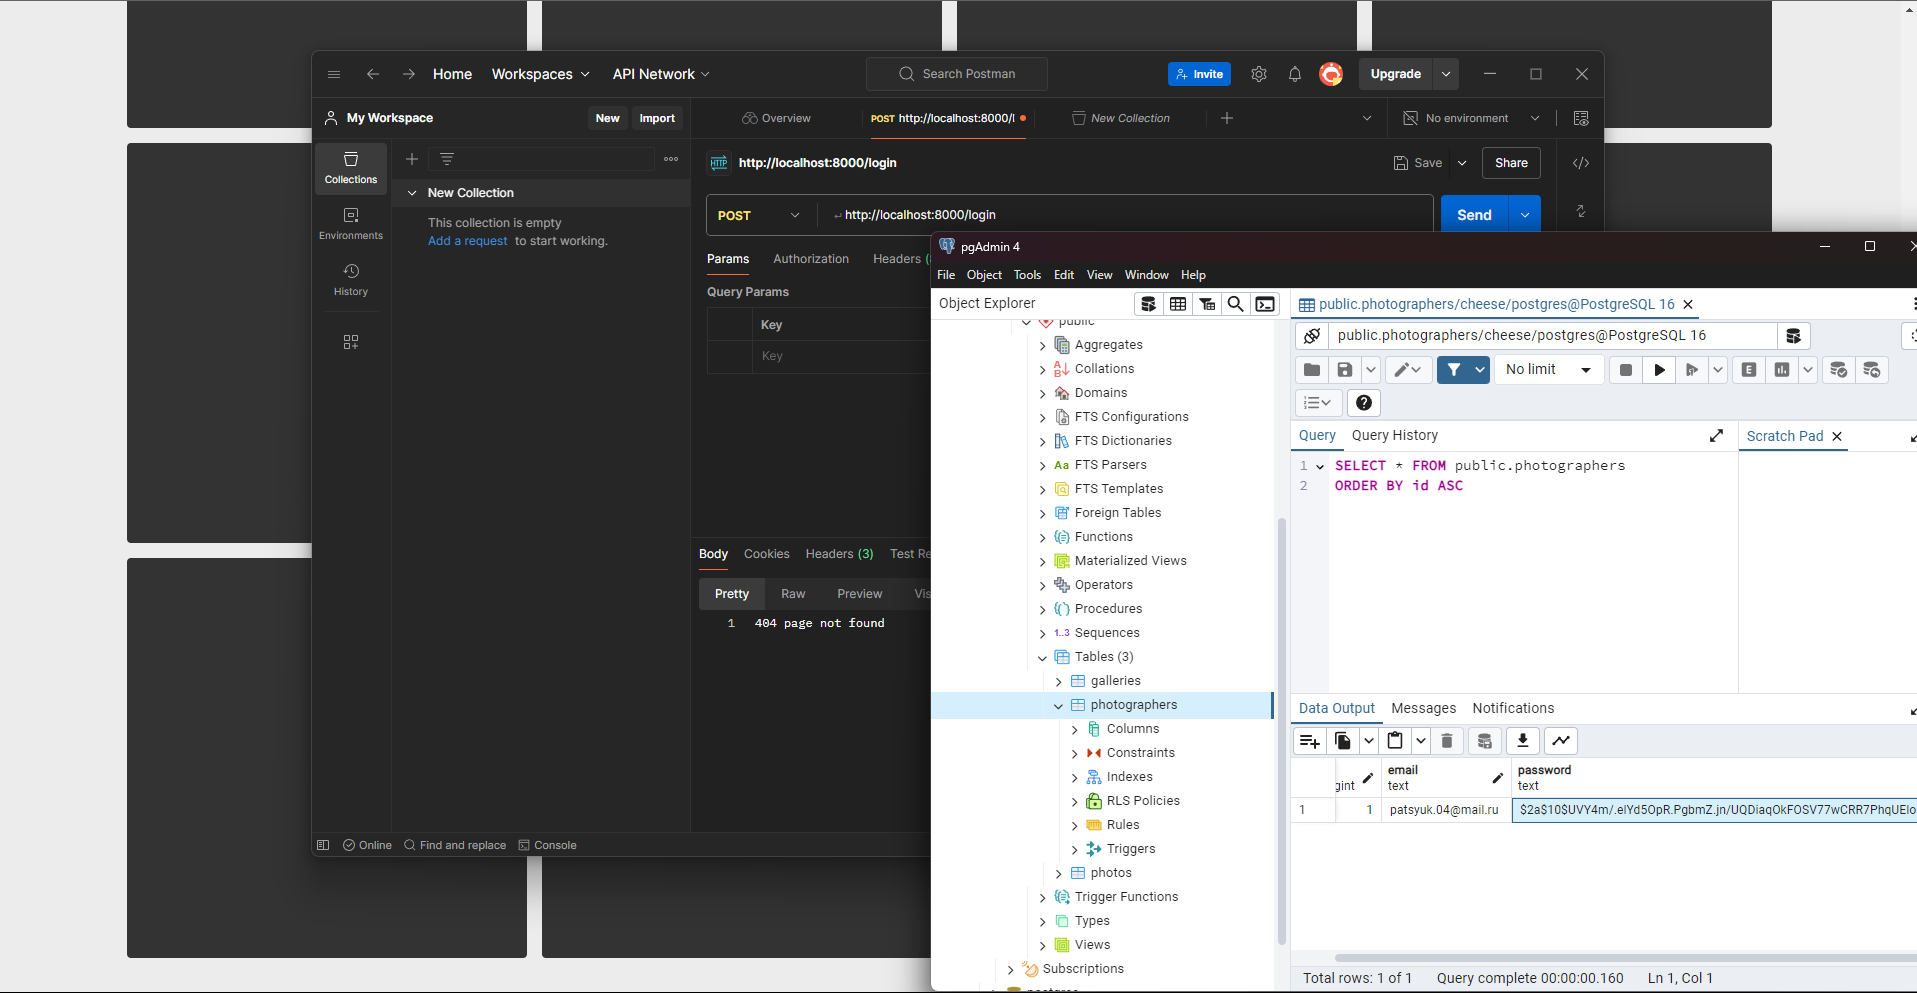 Home
Workspaces
API Network
Search Postman
Invite
Upgrade
My Workspace
New
Import
Overview
POST http://localhost:8000/l
New Collection
No environment
Collections
New Collection
This collection is empty
Add a request to start working.
Environments
History
HTTP
http://localhost:8000/login
Save
Share
POST
http://localhost:8000/login
Send
Params
Authorization
Headers
Query Params
Key
Key
Body
Cookies
Headers (3)
Test Re
Pretty
Raw
Preview
Vis
1 404 page not found
Online
Find and replace
Console
pgAdmin 4
File Object Tools Edit View Window Help
Object Explorer
public
Aggregates
Collations
Domains
FTS Configurations
FTS Dictionaries
Aa FTS Parsers
FTS Templates
Foreign Tables
Functions
Materialized Views
Operators
Procedures
1..3 Sequences
Tables (3)
galleries
photographers
Columns
Constraints
Indexes
RLS Policies
Rules
Triggers
photos
Trigger Functions
Types
Views
Subscriptions
public.photographers/cheese/postgres@PostgreSQL 16
public.photographers/cheese/postgres@PostgreSQL 16
No limit
E
Query
Query History
Scratch Pad
1 SELECT * FROM public.photographers
2 ORDER BY id ASC
Data Output
Messages
Notifications
gint
email
text
password
text
1
1
patsyuk.04@mail.ru
$2a$10$UVY4m/.elYd5OpR.PgbmZ.jn/UQDiaqOkFOSV77wCRR7PhqUElo
Total rows: 1 of 1
Query complete 00:00:00.160
Ln 1, Col 1